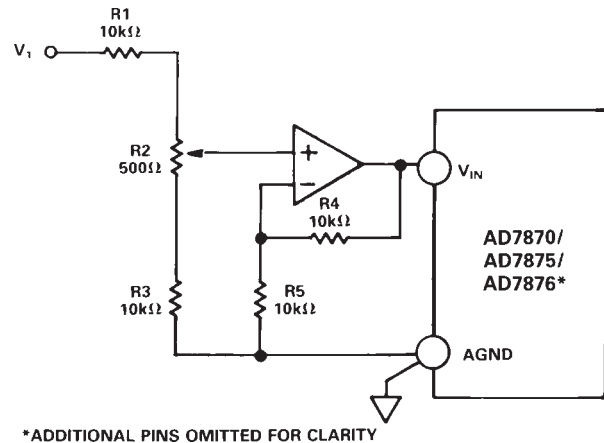 R1
10kΩ
V₁
R2
500Ω
+
−
R4
10kΩ
V_IN
AD7870/
AD7875/
AD7876*
R3
10kΩ
R5
10kΩ
AGND
*ADDITIONAL PINS OMITTED FOR CLARITY